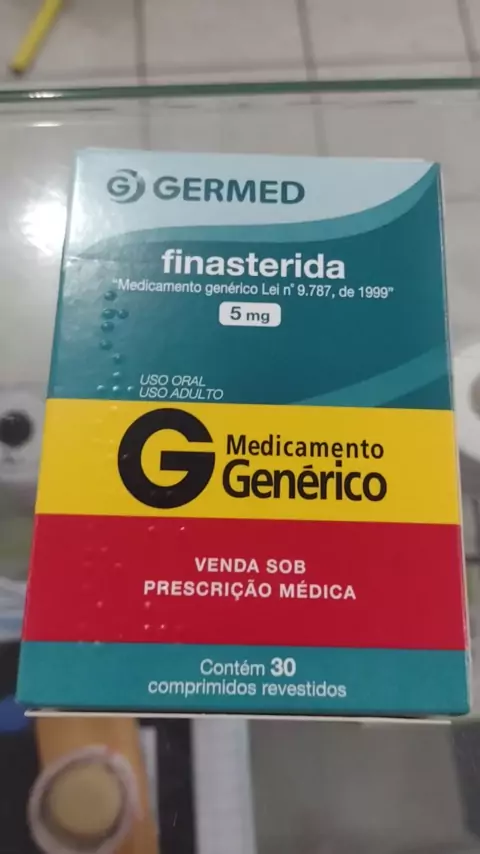 GERMED
finasterida
"Medicamento genérico Lei n° 9.787, de 1999"
5 mg
USO ORAL
USO ADULTO
G Medicamento
Genérico
VENDA SOB
PRESCRIÇÃO MÉDICA
Contém 30
comprimidos revestidos